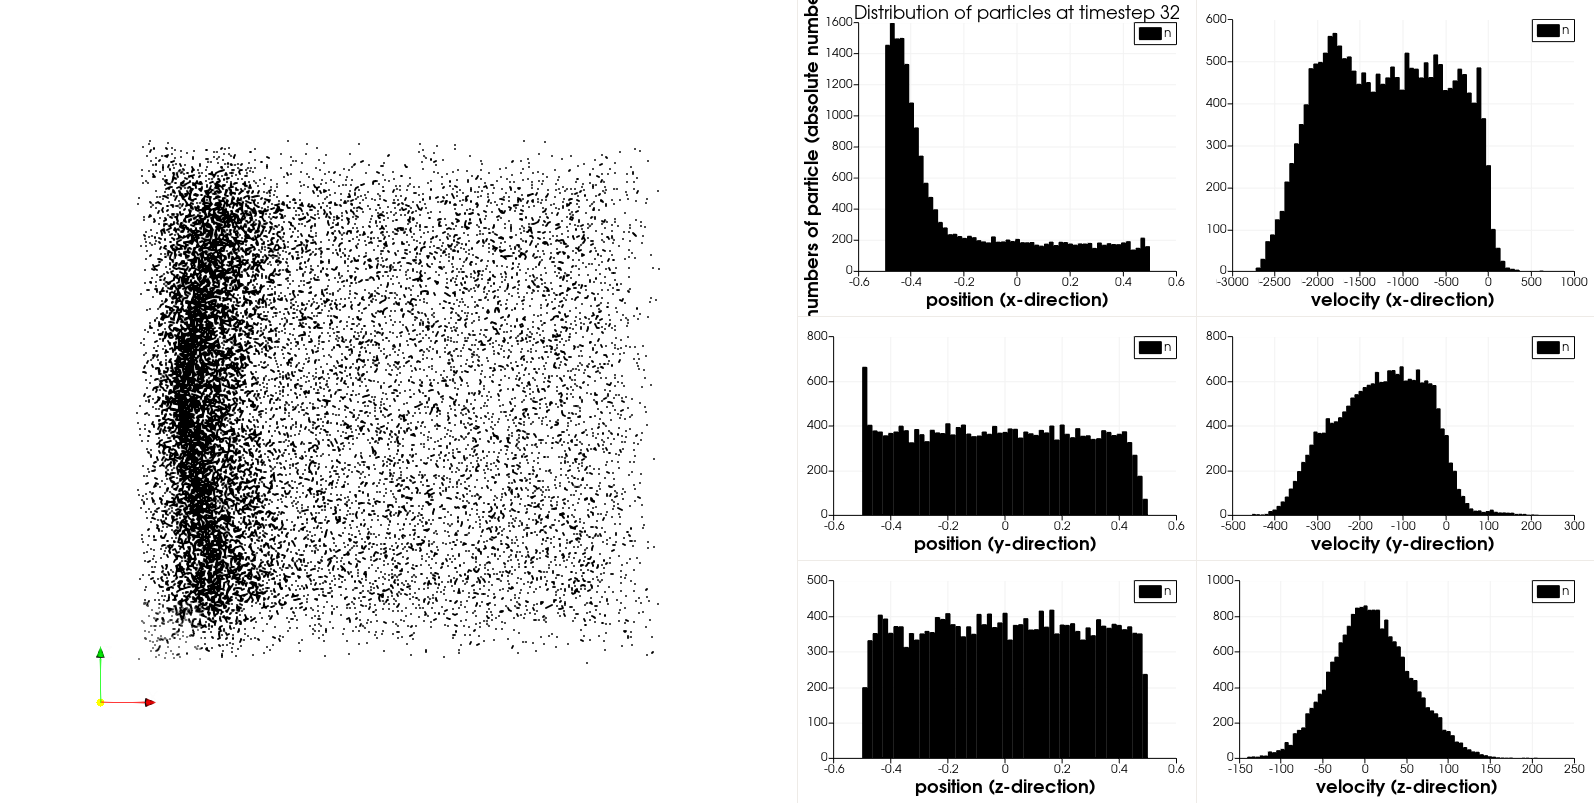 Distribution of particles at timestep 32
numbers of particle (absolute numbe
n
1600
1400
1200
1000
800
600
400
200
0
-0.6 -0.4 -0.2 0 0.2 0.4 0.6
position (x-direction)
n
600
500
400
300
200
100
0
-3000 -2500 -2000 -1500 -1000 -500 0 500 1000
velocity (x-direction)
n
800
600
400
200
0
-0.6 -0.4 -0.2 0 0.2 0.4 0.6
position (y-direction)
n
800
600
400
200
0
-500 -400 -300 -200 -100 0 100 200 300
velocity (y-direction)
n
500
400
300
200
100
0
-0.6 -0.4 -0.2 0 0.2 0.4 0.6
position (z-direction)
n
1000
800
600
400
200
0
-150 -100 -50 0 50 100 150 200 250
velocity (z-direction)